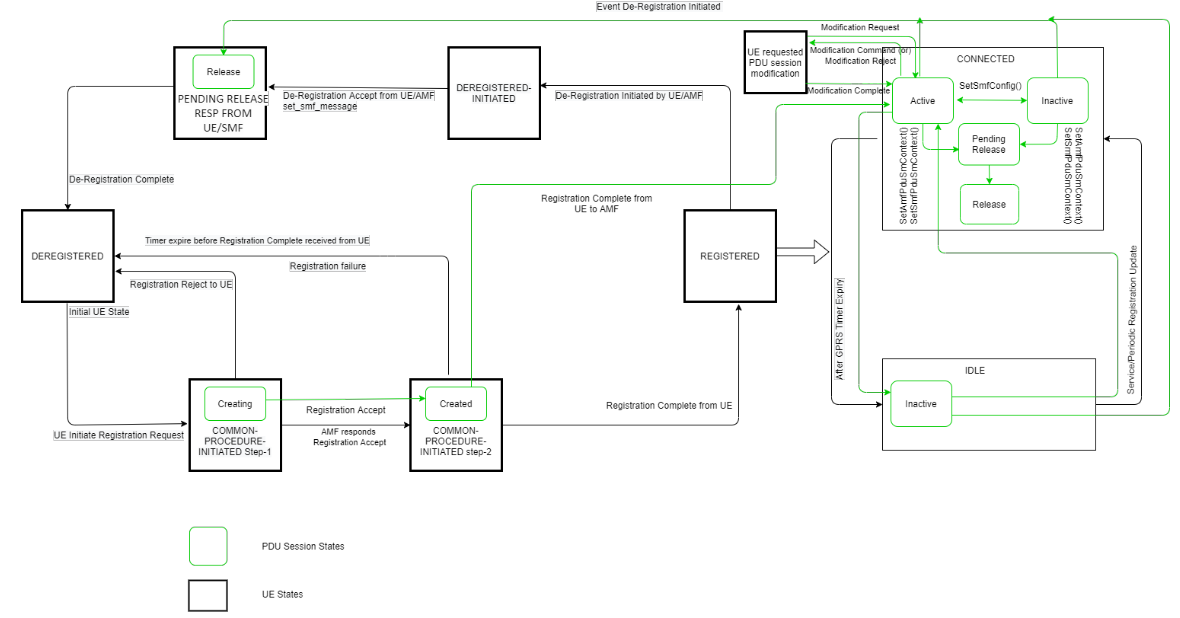 Event De-Registration Initiated
Modification Request
UE requested
PDU session
modification
Modification Command (or)
Modification Reject
Modification Complete
CONNECTED
Release
PENDING RELEASE
RESP FROM
UE/SMF
De-Registration Accept from UE/AMF
set_smf_message
DEREGISTERED-
INITIATED
De-Registration Initiated by UE/AMF
Active
SetSmfConfig()
Inactive
Pending
Release
Release
SetAmfPduSmContext()
SetSmfPduSmContext()
SetAmfPduSmContext()
SetSmfPduSmContext()
De-Registration Complete
Registration Complete from
UE to AMF
DEREGISTERED
Timer expire before Registration Complete received from UE
Registration failure
Registration Reject to UE
REGISTERED
Initial UE State
After GPRS Timer Expiry
Service/Periodic Registration Update
IDLE
Inactive
Creating
COMMON-
PROCEDURE-
INITIATED Step-1
Registration Accept
AMF responds
Registration Accept
Created
COMMON-
PROCEDURE-
INITIATED step-2
Registration Complete from UE
UE Initiate Registration Request
PDU Session States
UE States